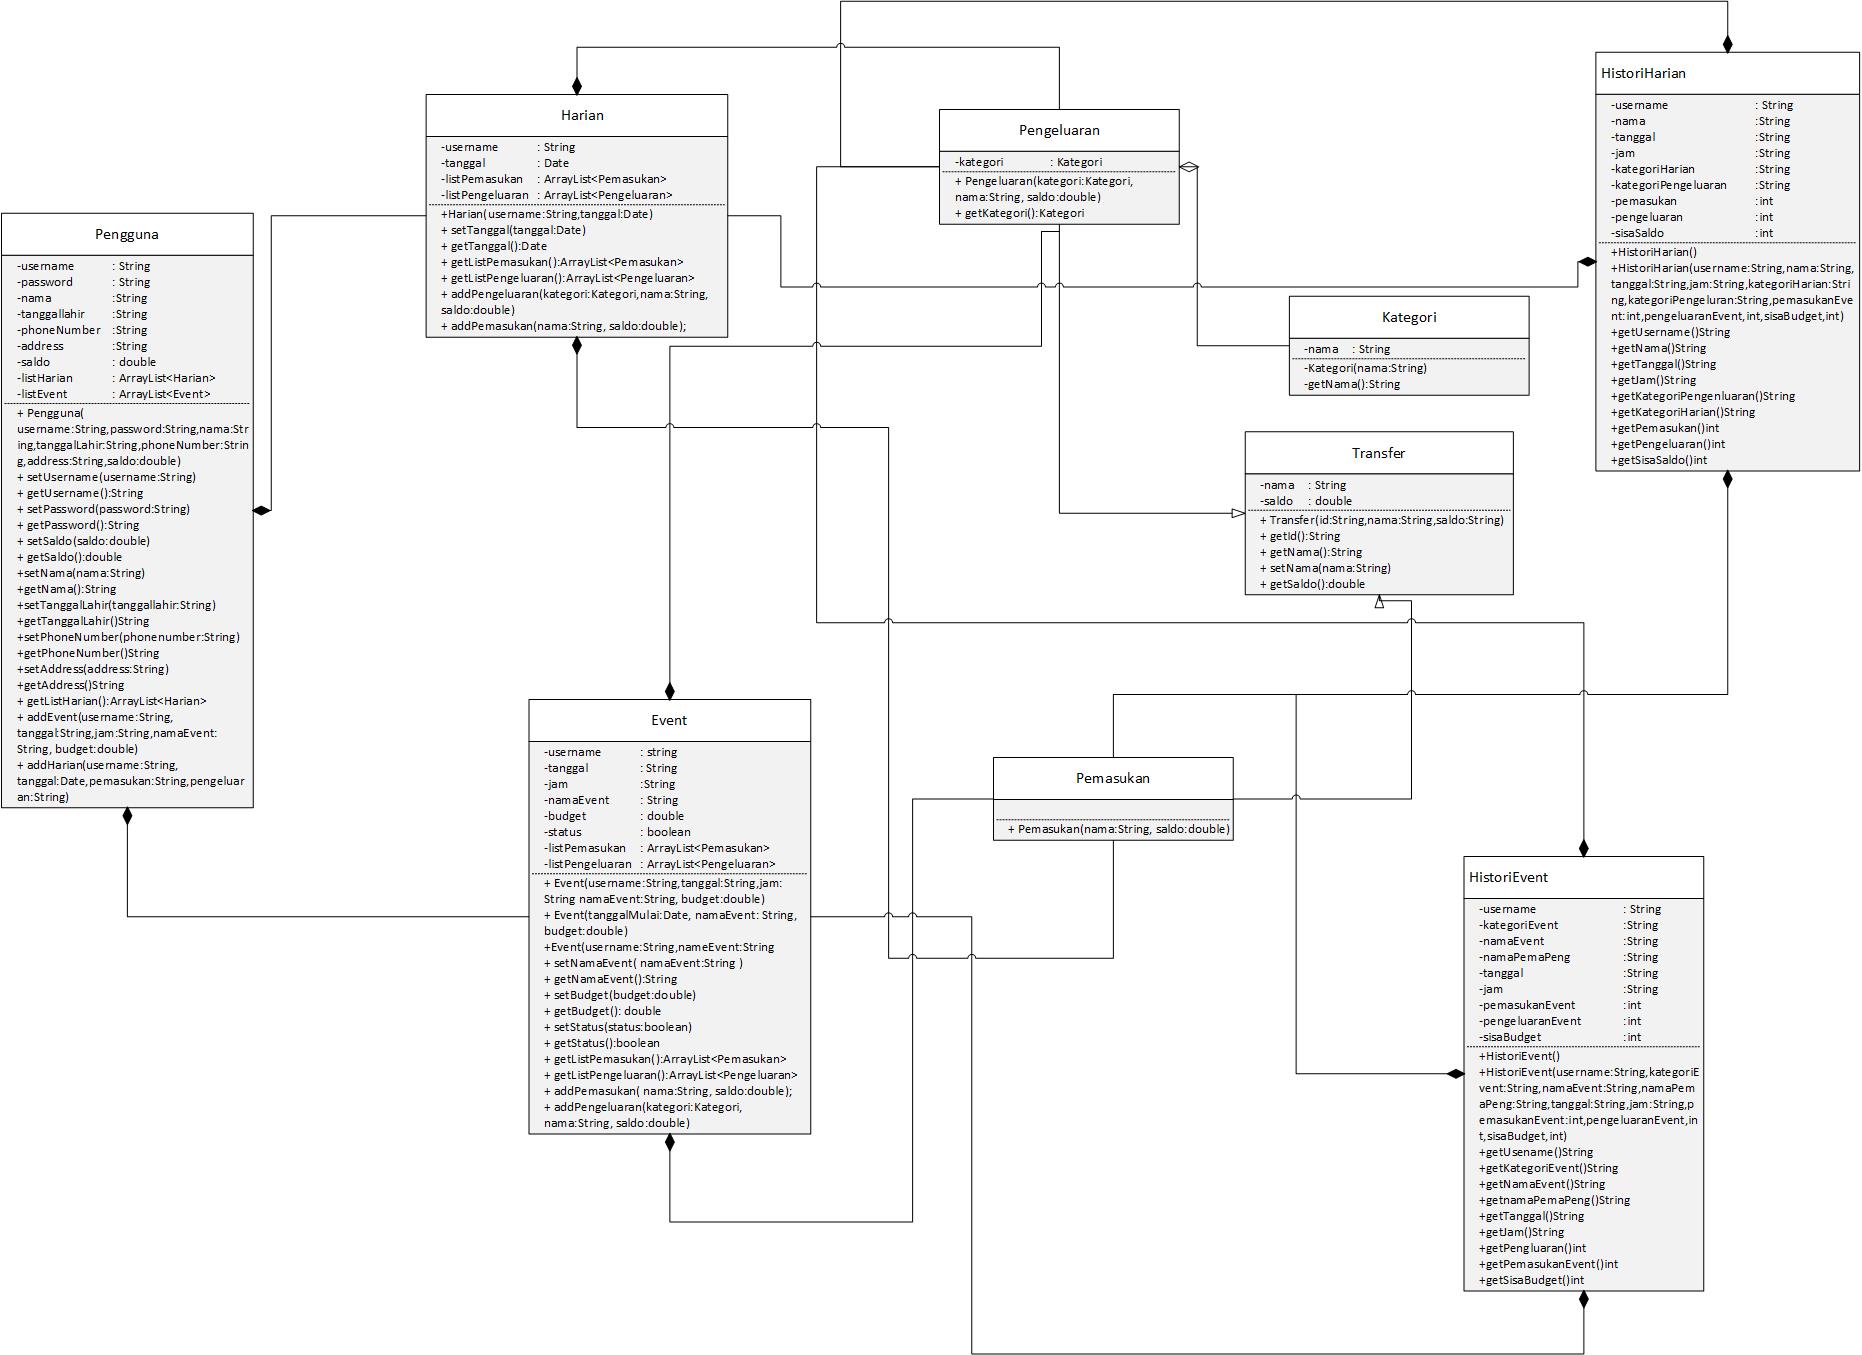 Pengguna
-username : String
-password : String
-nama :String
-tanggallahir :String
-phoneNumber :String
-address :String
-saldo : double
-listHarian : ArrayList<Harian>
-listEvent : ArrayList<Event>
+ Pengguna(
username:String,password:String,nama:Str
ing,tanggalLahir:String,phoneNumber:Strin
g,address:String,saldo:double)
+ setUsername(username:String)
+ getUsername():String
+ setPassword(password:String)
+ getPassword():String
+ setSaldo(saldo:double)
+ getSaldo():double
+setNama(nama:String)
+getNama():String
+setTanggalLahir(tanggallahir:String)
+getTanggalLahir()String
+setPhoneNumber(phonenumber:String)
+getPhoneNumber()String
+setAddress(address:String)
+getAddress()String
+ getListHarian():ArrayList<Harian>
+ addEvent(username:String,
tanggal:String,jam:String,namaEvent:
String, budget:double)
+ addHarian(username:String,
tanggal:Date,pemasukan:String,pengeluar
an:String)
Harian
-username : String
-tanggal : Date
-listPemasukan : ArrayList<Pemasukan>
-listPengeluaran : ArrayList<Pengeluaran>
+Harian(username:String,tanggal:Date)
+ setTanggal(tanggal:Date)
+ getTanggal():Date
+ getListPemasukan():ArrayList<Pemasukan>
+ getListPengeluaran():ArrayList<Pengeluaran>
+ addPengeluaran(kategori:Kategori,nama:String,
saldo:double)
+ addPemasukan(nama:String, saldo:double);
Pengeluaran
-kategori : Kategori
+ Pengeluaran(kategori:Kategori,
nama:String, saldo:double)
+ getKategori():Kategori
HistoriHarian
-username : String
-nama :String
-tanggal :String
-jam :String
-kategoriHarian :String
-kategoriPengeluaran :String
-pemasukan :int
-pengeluaran :int
-sisaSaldo :int
+HistoriHarian()
+HistoriHarian(username:String,nama:String,
tanggal:String,jam:String,kategoriHarian:Stri
ng,kategoriPengeluran:String,pemasukanEve
nt:int,pengeluaranEvent,int,sisaBudget,int)
+getUsername()String
+getNama()String
+getTanggal()String
+getJam()String
+getKategoriPengenluaran()String
+getKategoriHarian()String
+getPemasukan()int
+getPengeluaran()int
+getSisaSaldo()int
Kategori
-nama : String
-Kategori(nama:String)
-getNama():String
Transfer
-nama : String
-saldo : double
+ Transfer(id:String,nama:String,saldo:String)
+ getId():String
+ getNama():String
+ setNama(nama:String)
+ getSaldo():double
Event
-username : string
-tanggal : String
-jam :String
-namaEvent : String
-budget : double
-status : boolean
-listPemasukan : ArrayList<Pemasukan>
-listPengeluaran : ArrayList<Pengeluaran>
+ Event(username:String,tanggal:String,jam:
String namaEvent:String, budget:double)
+ Event(tanggalMulai:Date, namaEvent: String,
budget:double)
+Event(username:String,nameEvent:String
+ setNamaEvent( namaEvent:String )
+ getNamaEvent():String
+ setBudget(budget:double)
+ getBudget(): double
+ setStatus(status:boolean)
+ getStatus():boolean
+ getListPemasukan():ArrayList<Pemasukan>
+ getListPengeluaran():ArrayList<Pengeluaran>
+ addPemasukan( nama:String, saldo:double);
+ addPengeluaran(kategori:Kategori,
nama:String, saldo:double)
Pemasukan
+ Pemasukan(nama:String, saldo:double)
HistoriEvent
-username : String
-kategoriEvent :String
-namaEvent :String
-namaPemaPeng :String
-tanggal :String
-jam :String
-pemasukanEvent :int
-pengeluaranEvent :int
-sisaBudget :int
+HistoriEvent()
+HistoriEvent(username:String,kategoriE
vent:String,namaEvent:String,namaPem
aPeng:String,tanggal:String,jam:String,p
emasukanEvent:int,pengeluaranEvent,in
t,sisaBudget,int)
+getUsename()String
+getKategoriEvent()String
+getNamaEvent()String
+getnamaPemaPeng()String
+getTanggal()String
+getJam()String
+getPengluaran()int
+getPemasukanEvent()int
+getSisaBudget()int